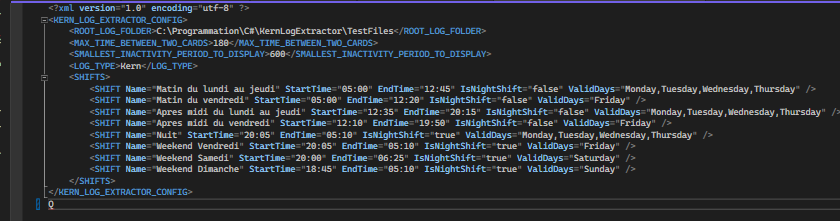 <?xml version="1.0" encoding="utf-8" ?>
<KERN_LOG_EXTRACTOR_CONFIG>
<ROOT_LOG_FOLDER>C:\Programmation\C#\KernLogExtractor\TestFiles</ROOT_LOG_FOLDER>
<MAX_TIME_BETWEEN_TWO_CARDS>180</MAX_TIME_BETWEEN_TWO_CARDS>
<SMALLEST_INACTIVITY_PERIOD_TO_DISPLAY>600</SMALLEST_INACTIVITY_PERIOD_TO_DISPLAY>
<LOG_TYPE>Kern</LOG_TYPE>
<SHIFTS>
<SHIFT Name="Matin du lundi au jeudi" StartTime="05:00" EndTime="12:45" IsNightShift="false" ValidDays="Monday,Tuesday,Wednesday,Thursday" />
<SHIFT Name="Matin du vendredi" StartTime="05:00" EndTime="12:20" IsNightShift="false" ValidDays="Friday" />
<SHIFT Name="Apres midi du lundi au jeudi" StartTime="12:35" EndTime="20:15" IsNightShift="false" ValidDays="Monday,Tuesday,Wednesday,Thursday" />
<SHIFT Name="Apres midi du vendredi" StartTime="12:10" EndTime="19:50" IsNightShift="false" ValidDays="Friday" />
<SHIFT Name="Nuit" StartTime="20:05" EndTime="05:10" IsNightShift="true" ValidDays="Monday,Tuesday,Wednesday,Thursday" />
<SHIFT Name="Weekend Vendredi" StartTime="20:05" EndTime="05:10" IsNightShift="true" ValidDays="Friday" />
<SHIFT Name="Weekend Samedi" StartTime="20:00" EndTime="06:25" IsNightShift="true" ValidDays="Saturday" />
<SHIFT Name="Weekend Dimanche" StartTime="18:45" EndTime="05:10" IsNightShift="true" ValidDays="Sunday" />
</SHIFTS>
</KERN_LOG_EXTRACTOR_CONFIG>